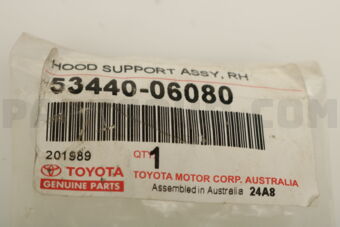 HOOD SUPPORT ASSY, RH
53440-06080
201989
QTY 1
TOYOTA
GENUINE PARTS
TOYOTA MOTOR CORP. AUSTRALIA
Assembled in Australia 24A8